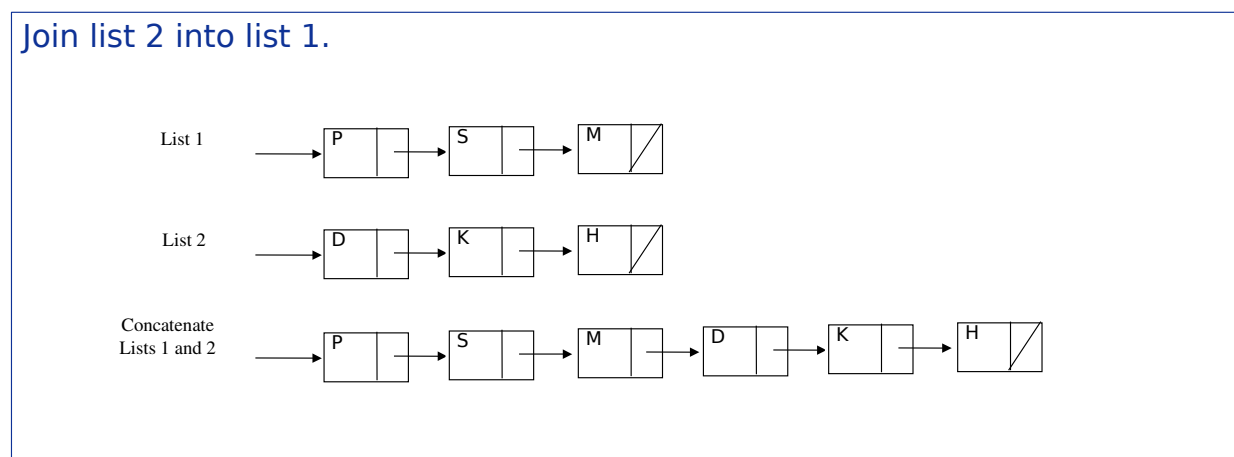 Join list 2 into list 1.
List 1
P S M
List 2
D K H
Concatenate
Lists 1 and 2
P S M D K H